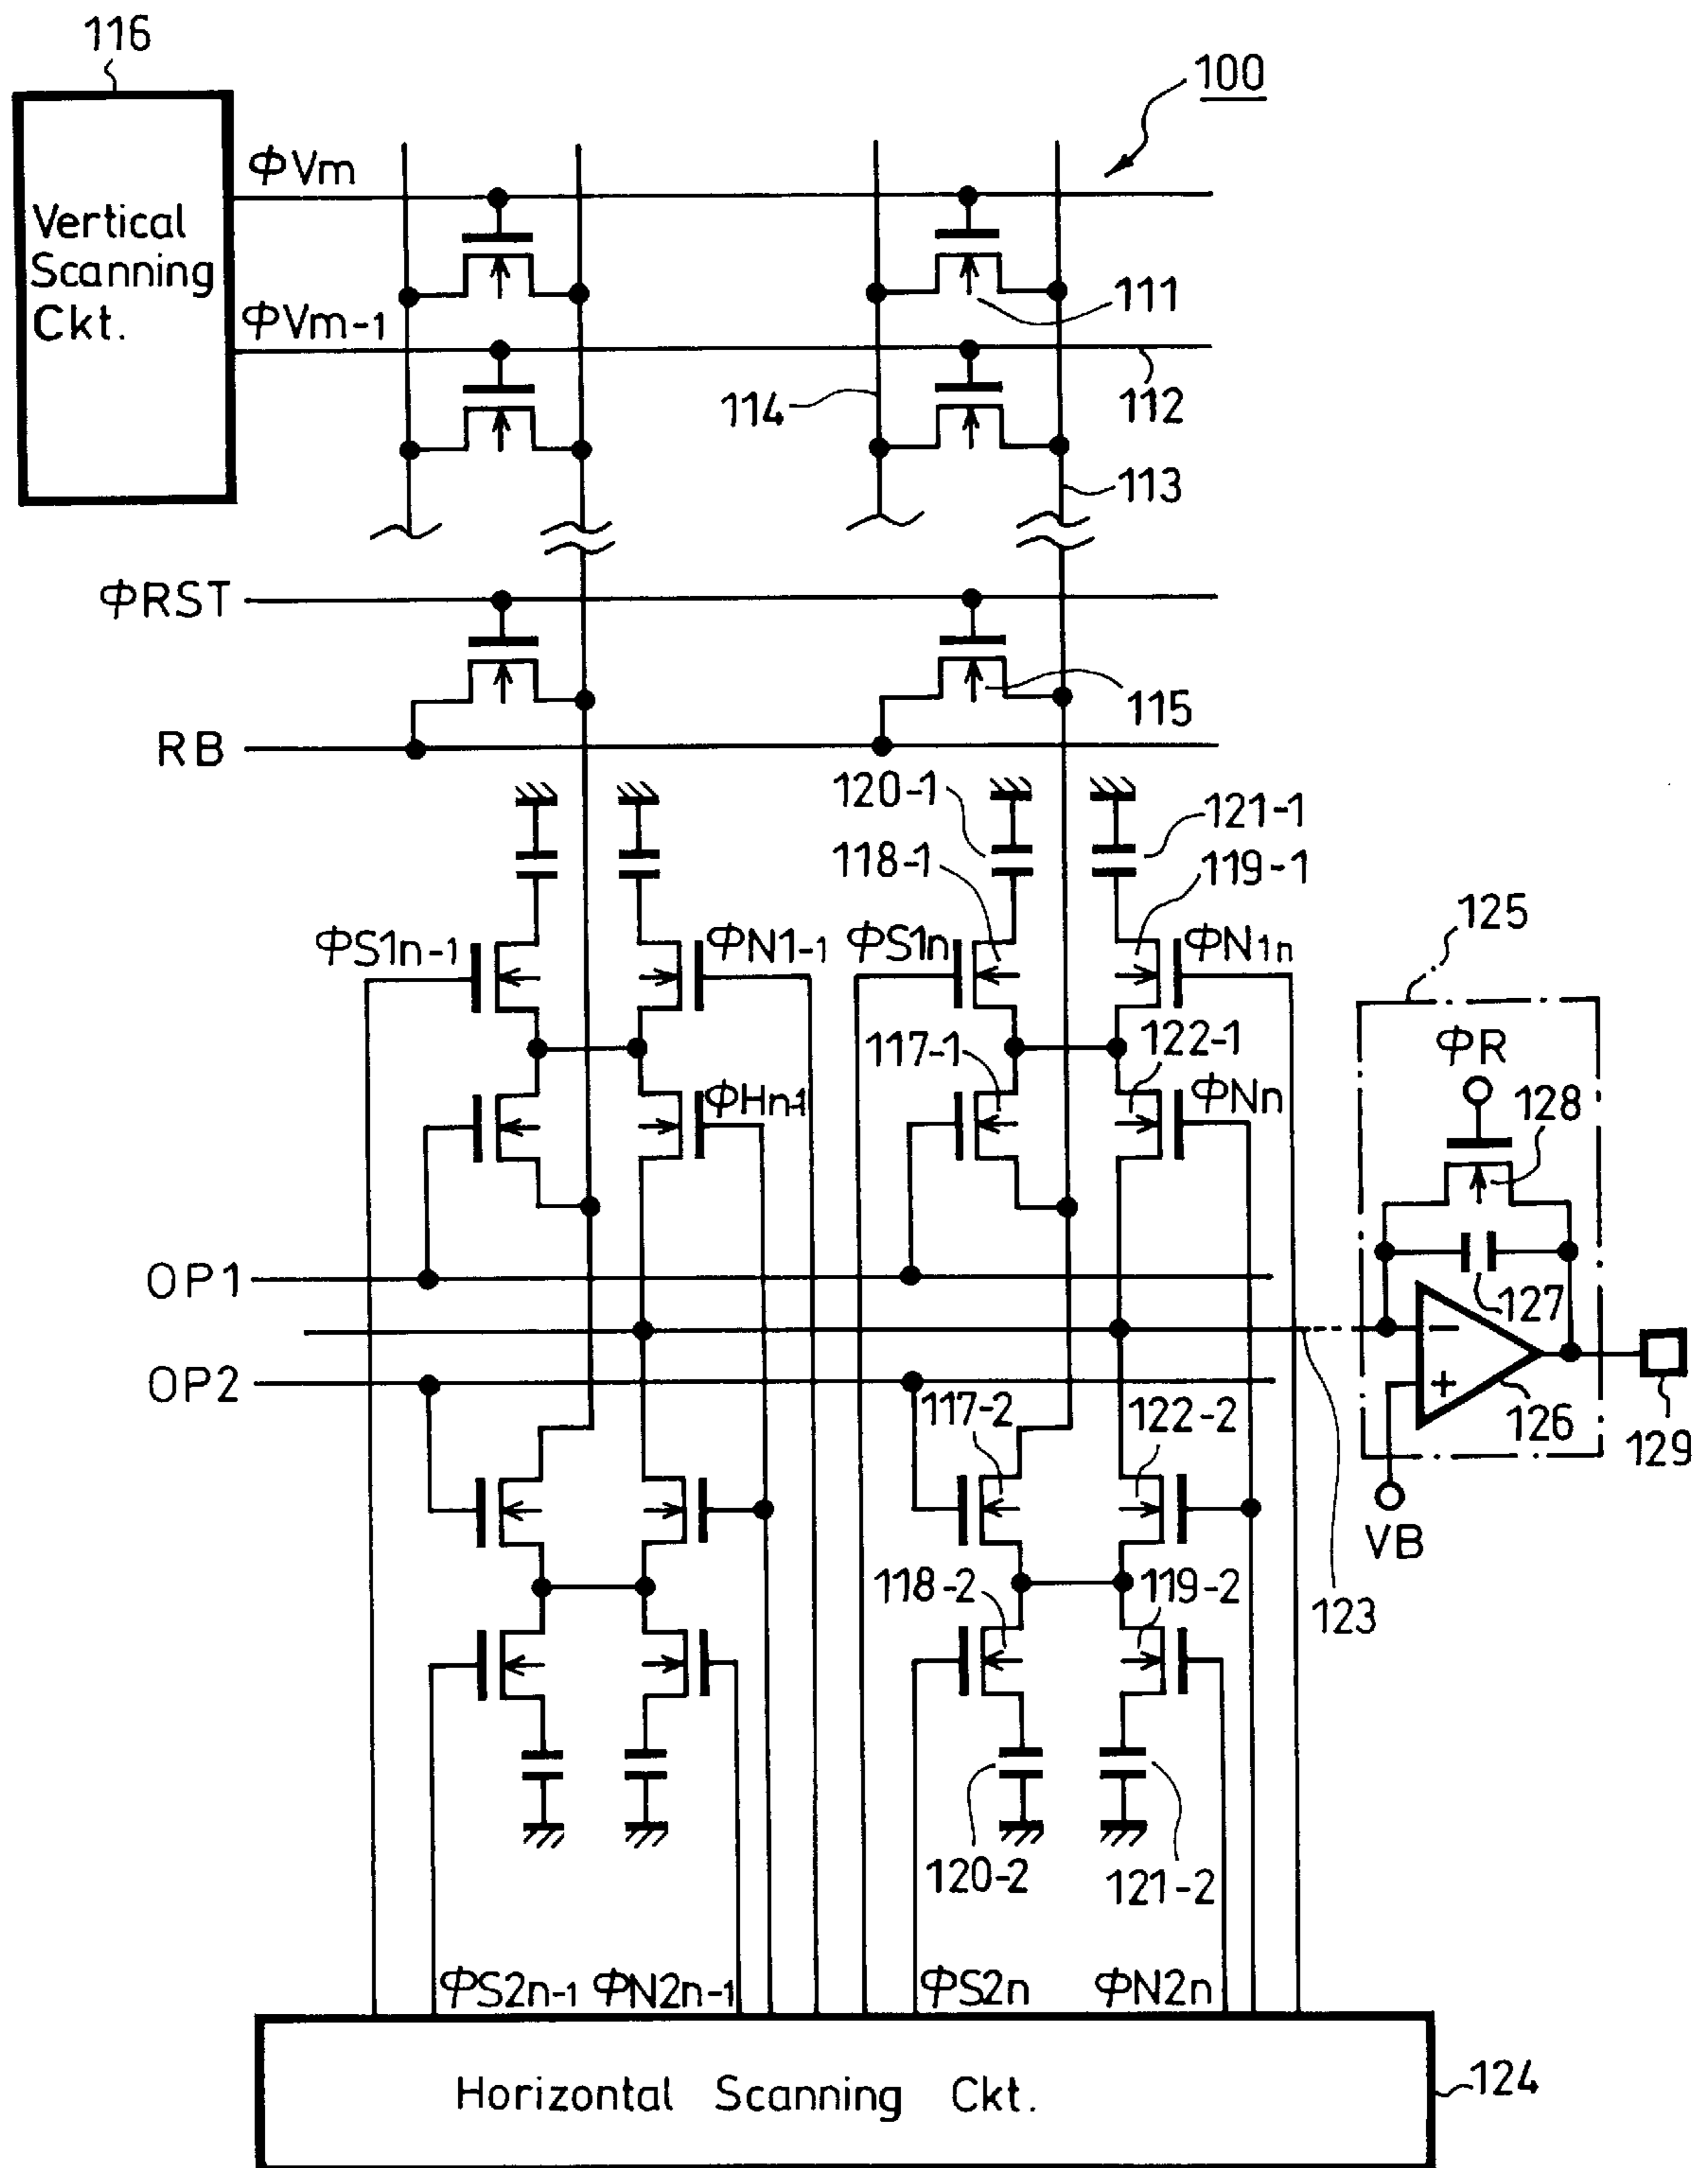 116
100
ΦVm
Vertical
Scanning
Ckt.
ΦVm-1
111
114
112
113
ΦRST
115
RB
120-1
121-1
118-1
119-1
125
ΦS1n-1
ΦN1-1
ΦS1n
ΦN1n
117-1
122-1
ΦR
ΦHn-1
ΦNn
128
OP1
127
OP2
117-2
122-2
126
129
VB
118-2
119-2
123
120-2
121-2
ΦS2n-1
ΦN2n-1
ΦS2n
ΦN2n
Horizontal Scanning Ckt.
124